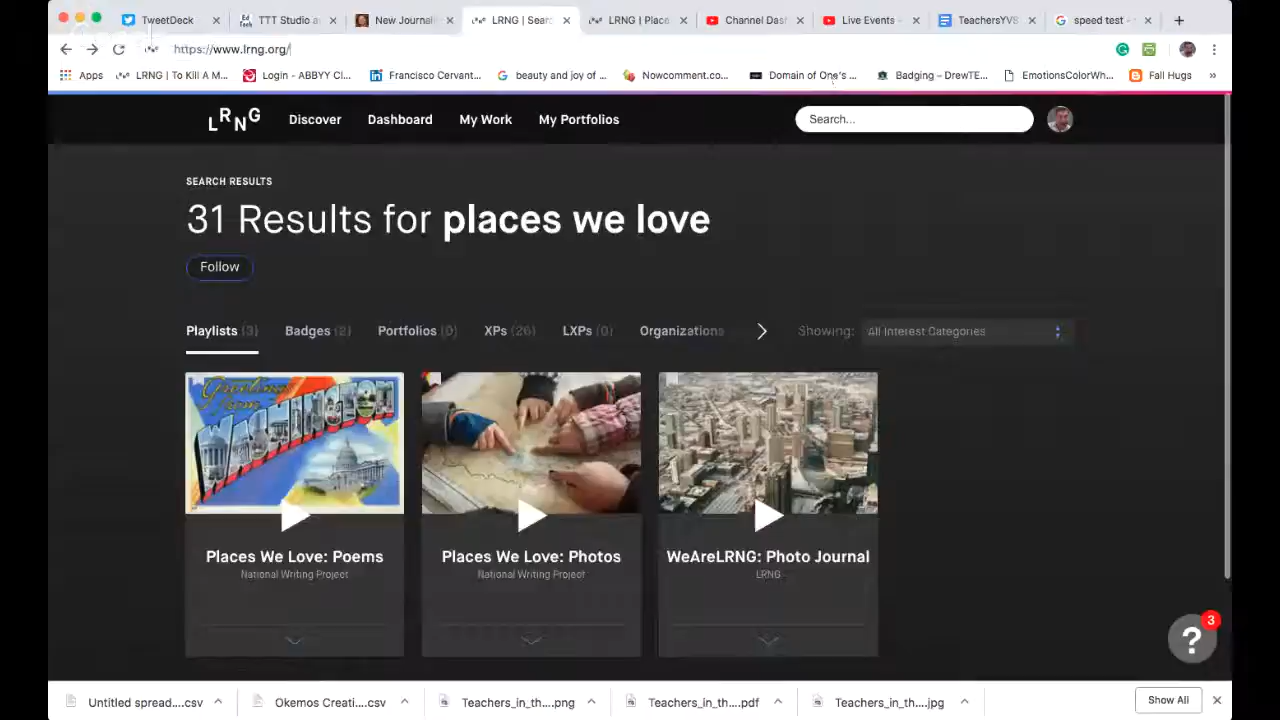 TweetDeck
Ed Tech
TTT Studio a
New Journali
LRNG | Searc
LRNG | Place
Channel Das
Live Events -
TeachersYVS
speed test -
https://www.lrng.org/
Apps
LRNG | To Kill A M...
Login - ABBYY Cl...
Francisco Cervant...
beauty and joy of ...
Nowcomment.co...
Domain of One's ...
Badging – DrewTE...
EmotionsColorWh...
Fall Hugs
»
LRNG
Discover
Dashboard
My Work
My Portfolios
Search...
SEARCH RESULTS
31 Results for places we love
Follow
Playlists (3)
Badges (2)
Portfolios (0)
XPs (26)
LXPs (0)
Organizations
Showing:
All Interest Categories
Greetings from
WASHINGTON
Places We Love: Poems
National Writing Project
Places We Love: Photos
National Writing Project
WeAreLRNG: Photo Journal
LRNG
?
3
Untitled spread....csv
Okemos Creati....csv
Teachers_in_th....png
Teachers_in_th....pdf
Teachers_in_th....jpg
Show All